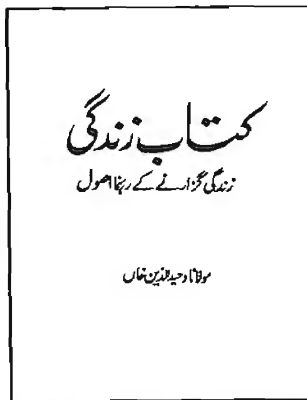 کتاب زندگی
زندگی گزارنے کے رہنما اصول
مولانا وحید الدین خاں